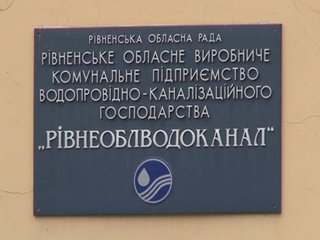 РІВНЕНСЬКА ОБЛАСНА РАДА
РІВНЕНСЬКЕ ОБЛАСНЕ ВИРОБНИЧЕ
КОМУНАЛЬНЕ ПІДПРИЄМСТВО
ВОДОПРОВІДНО-КАНАЛІЗАЦІЙНОГО
ГОСПОДАРСТВА
„РІВНЕОБЛВОДОКАНАЛ"